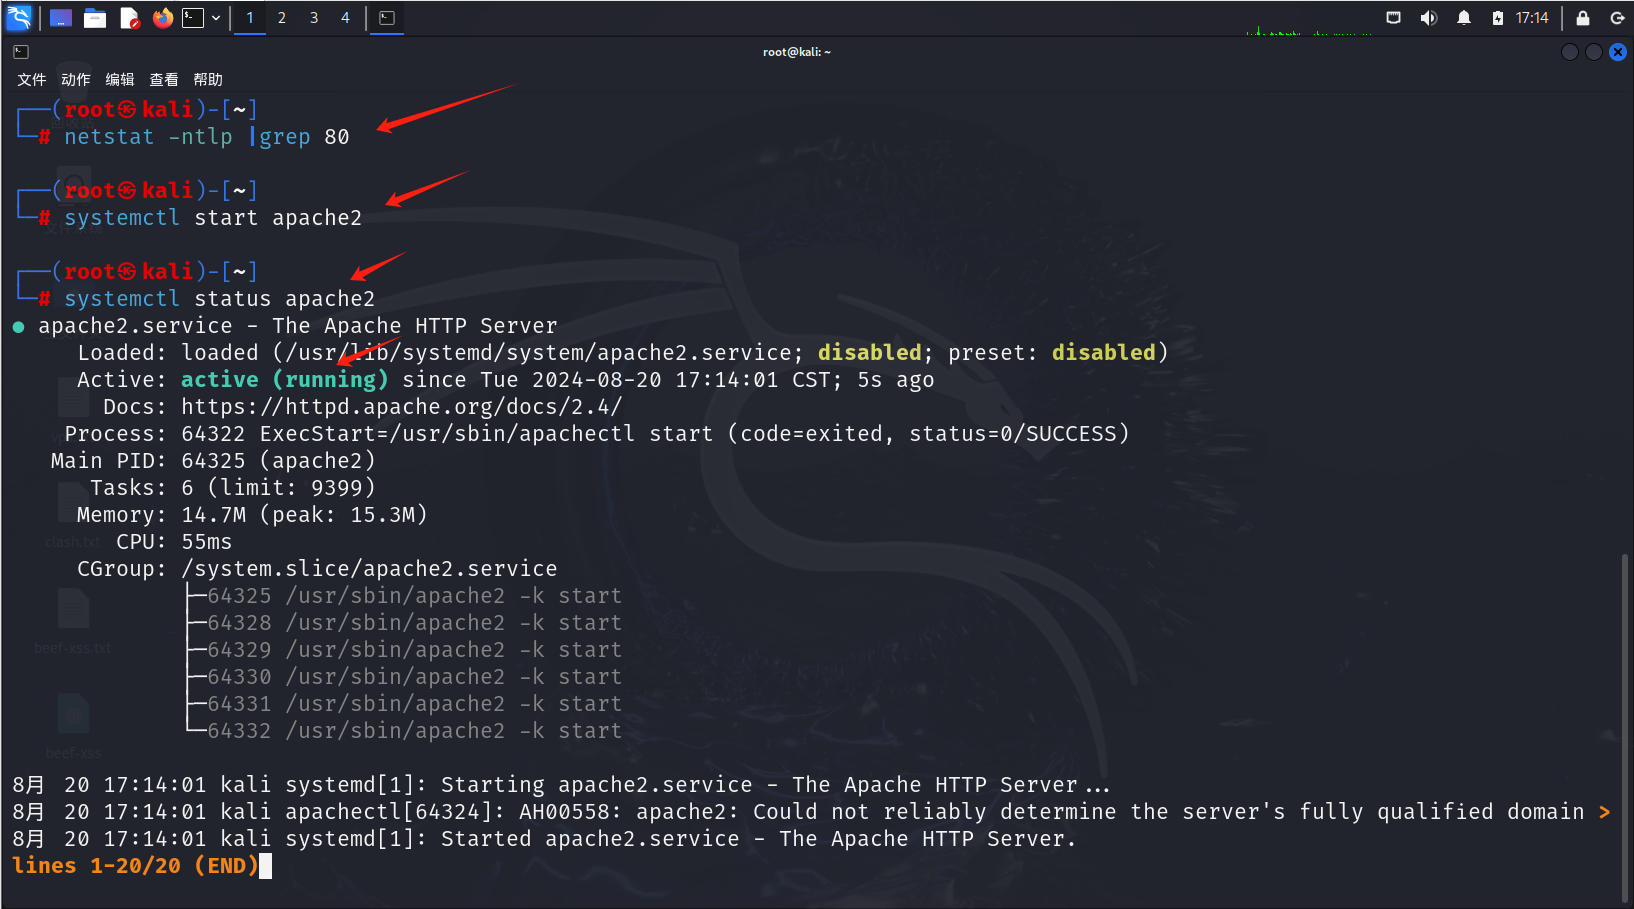 1 2 3 4 17:14
root@kali: ~
文件 动作 编辑 查看 帮助
┌──(root㉿kali)-[~]
└─# netstat -ntlp |grep 80
┌──(root㉿kali)-[~]
└─# systemctl start apache2
┌──(root㉿kali)-[~]
└─# systemctl status apache2
● apache2.service - The Apache HTTP Server
Loaded: loaded (/usr/lib/systemd/system/apache2.service; disabled; preset: disabled)
Active: active (running) since Tue 2024-08-20 17:14:01 CST; 5s ago
Docs: https://httpd.apache.org/docs/2.4/
Process: 64322 ExecStart=/usr/sbin/apachectl start (code=exited, status=0/SUCCESS)
Main PID: 64325 (apache2)
Tasks: 6 (limit: 9399)
Memory: 14.7M (peak: 15.3M)
clash.txt
CPU: 55ms
CGroup: /system.slice/apache2.service
├─64325 /usr/sbin/apache2 -k start
├─64328 /usr/sbin/apache2 -k start
├─64329 /usr/sbin/apache2 -k start
beef-xss.txt
├─64330 /usr/sbin/apache2 -k start
├─64331 /usr/sbin/apache2 -k start
└─64332 /usr/sbin/apache2 -k start
beef-xss
8月 20 17:14:01 kali systemd[1]: Starting apache2.service - The Apache HTTP Server...
8月 20 17:14:01 kali apachectl[64324]: AH00558: apache2: Could not reliably determine the server's fully qualified domain >
8月 20 17:14:01 kali systemd[1]: Started apache2.service - The Apache HTTP Server.
lines 1-20/20 (END)